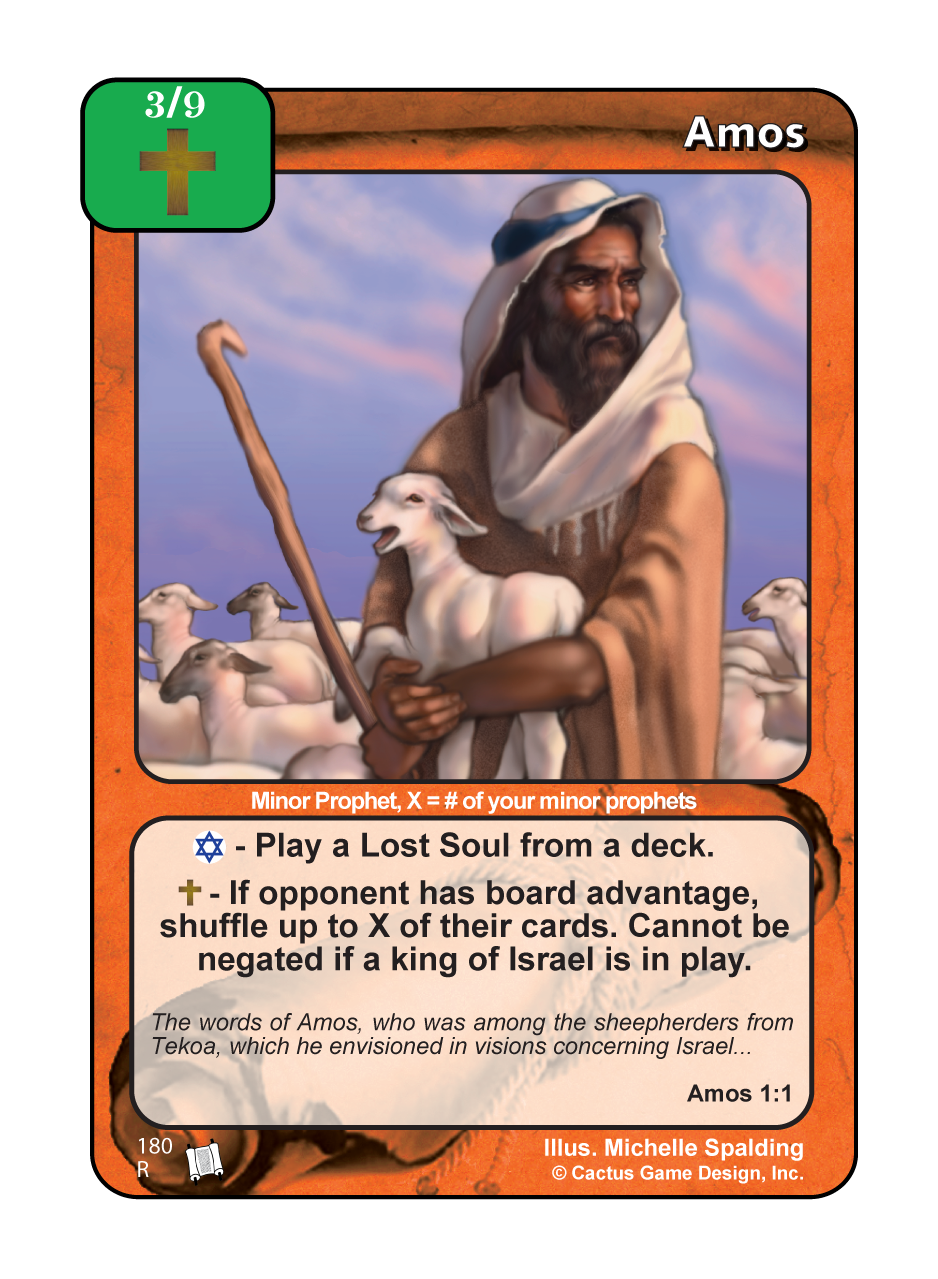 3/9
Amos
Minor Prophet, X = # of your minor prophets
- Play a Lost Soul from a deck.
- If opponent has board advantage,
shuffle up to X of their cards. Cannot be
negated if a king of Israel is in play.
The words of Amos, who was among the sheepherders from
Tekoa, which he envisioned in visions concerning Israel...
Amos 1:1
180
R
Illus. Michelle Spalding
© Cactus Game Design, Inc.